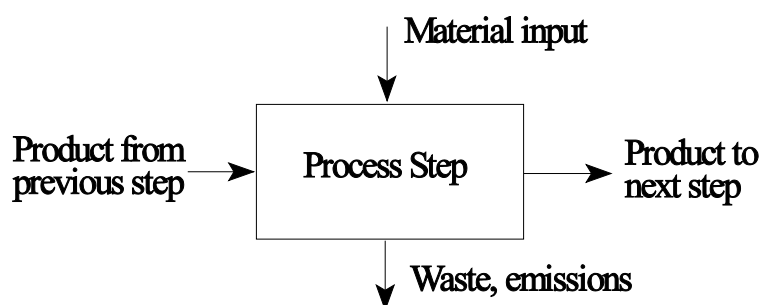 Material input
Product from
previous step
Process Step
Product to
next step
Waste, emissions